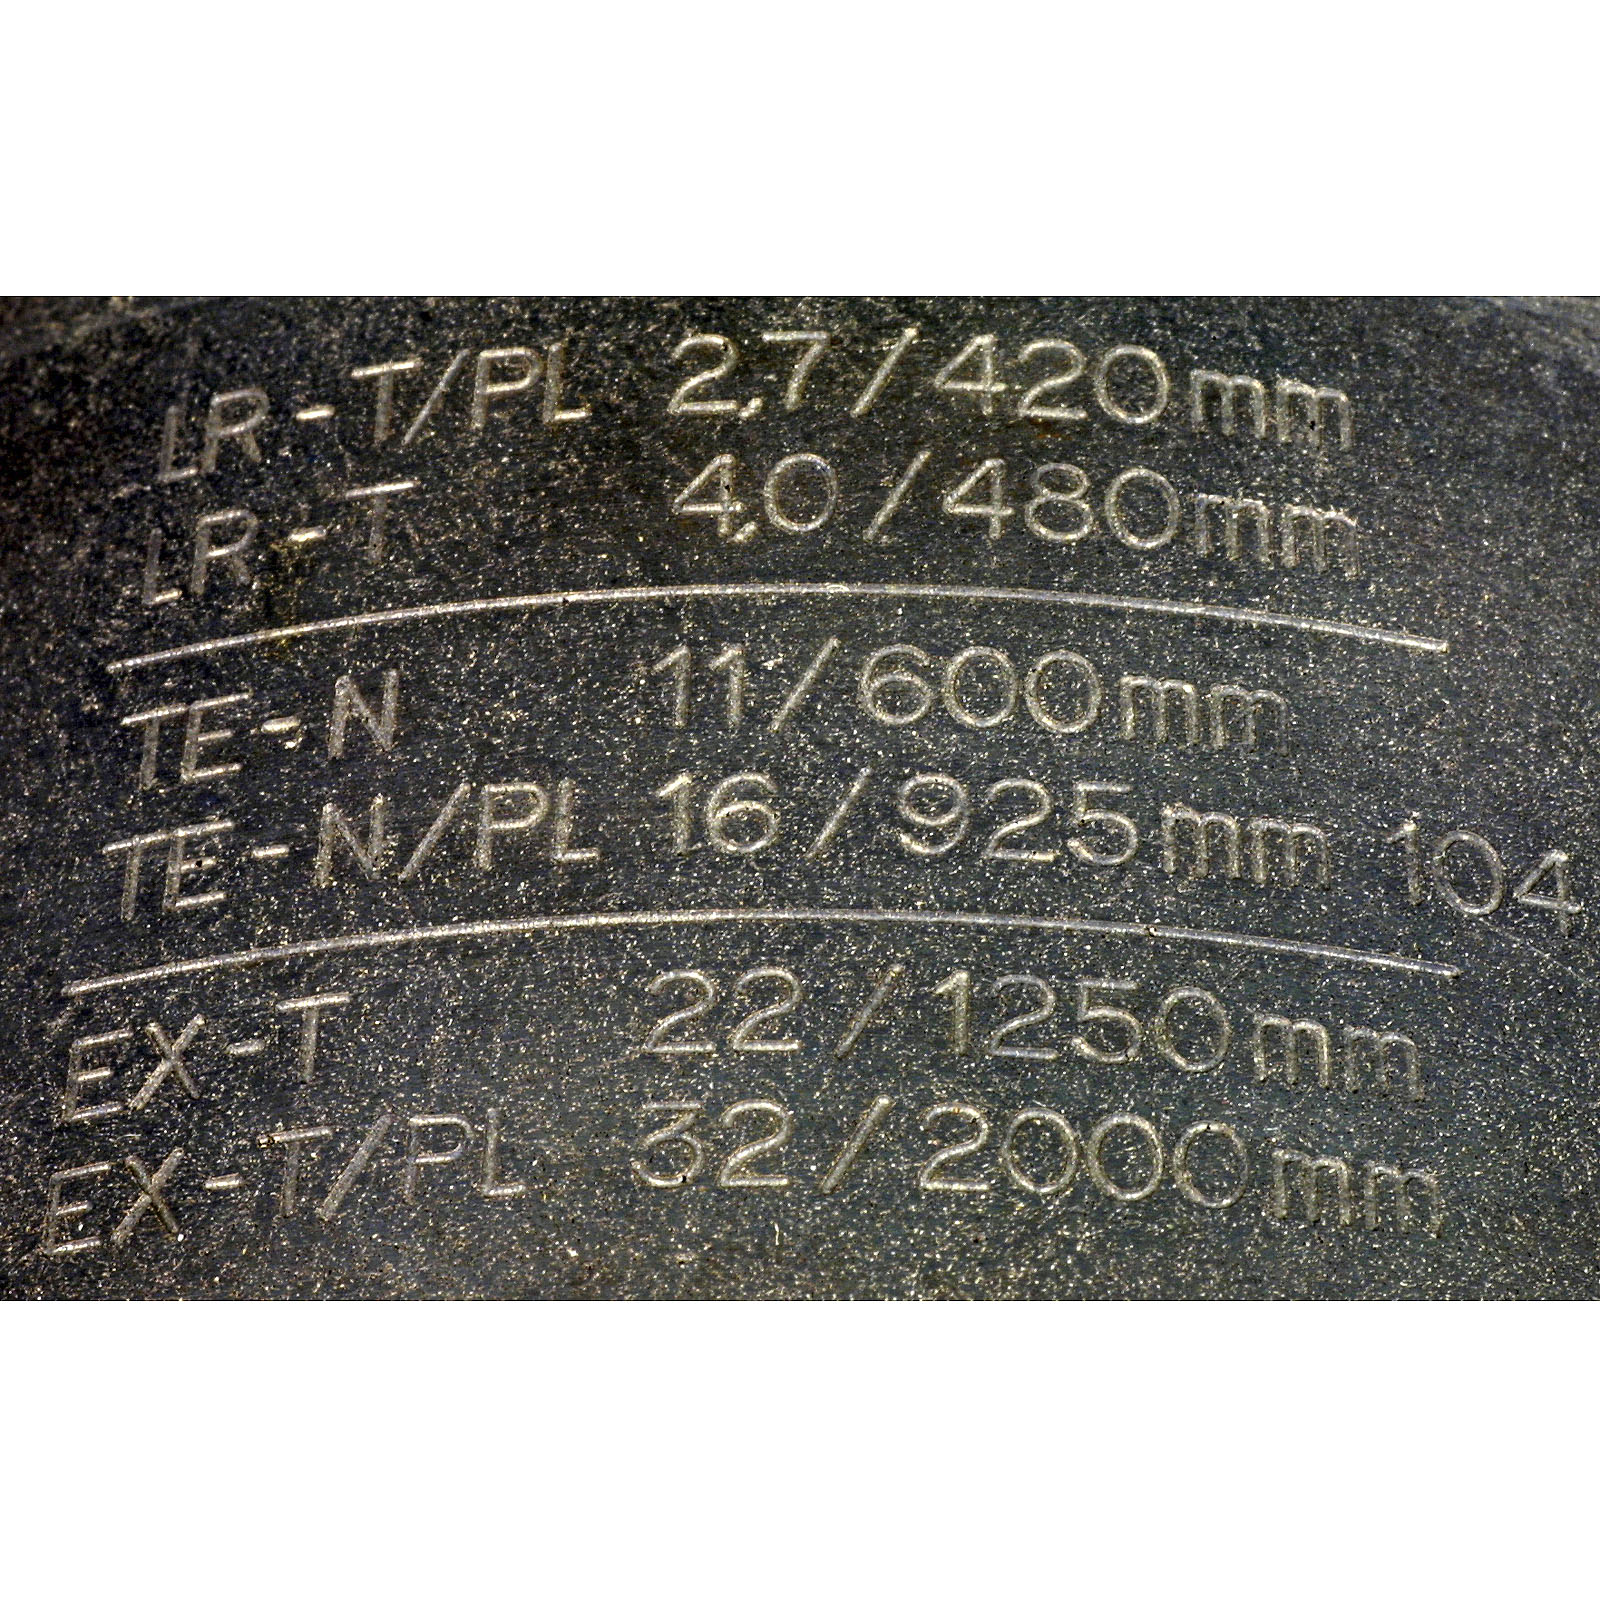 LR-T/PL 2,7/420mm
LR-T 4,0/480mm
TE-N 11/600mm
TE-N/PL 16/925mm 104
EX-T 22/1250mm
EX-T/PL 32/2000mm